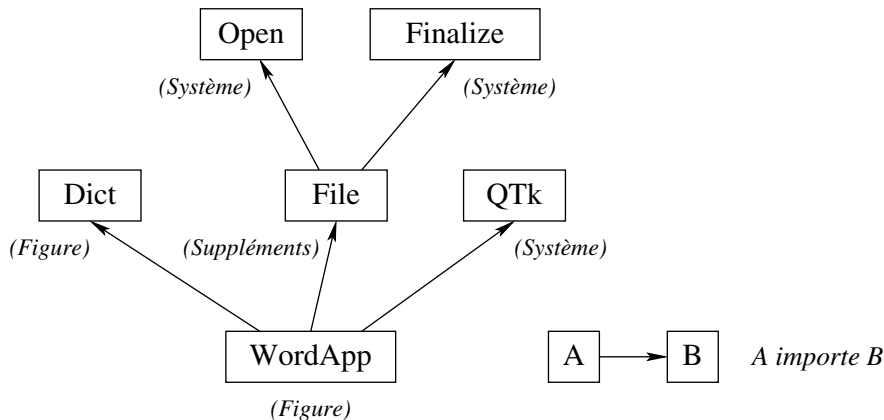 Open Finalize
(Système) (Système)
Dict File QTk
(Figure) (Suppléments) (Système)
WordApp A B A importe B
(Figure)